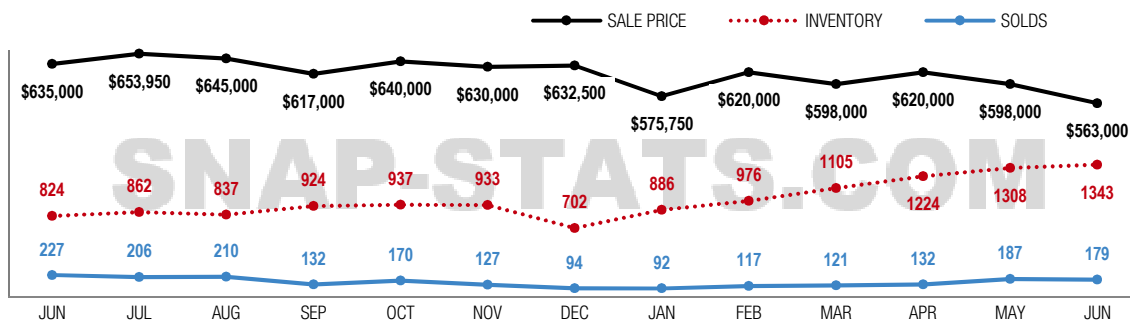 SALE PRICE INVENTORY SOLDS
$635,000 $653,950 $645,000 $617,000 $640,000 $630,000 $632,500 $575,750 $620,000 $598,000 $620,000 $598,000 $563,000
SNAP-STATS.COM
824 862 837 924 937 933 702 886 976 1105 1224 1308 1343
227 206 210 132 170 127 94 92 117 121 132 187 179
JUN JUL AUG SEP OCT NOV DEC JAN FEB MAR APR MAY JUN